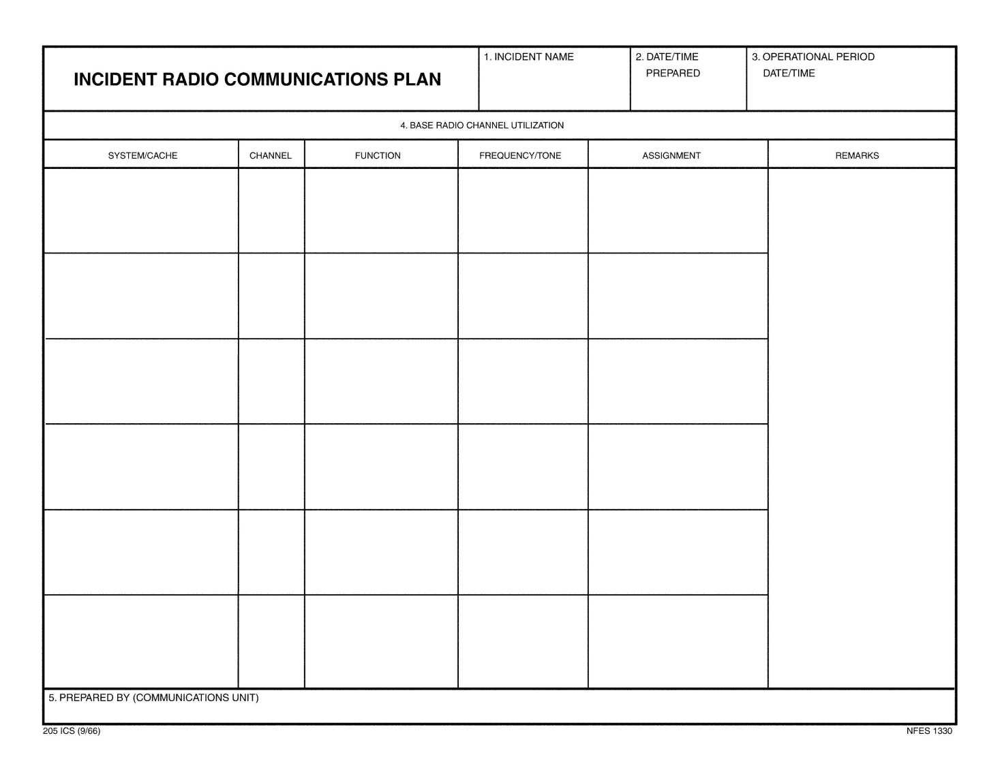 INCIDENT RADIO COMMUNICATIONS PLAN
1. INCIDENT NAME
2. DATE/TIME
PREPARED
3. OPERATIONAL PERIOD
DATE/TIME
4. BASE RADIO CHANNEL UTILIZATION
SYSTEM/CACHE CHANNEL FUNCTION FREQUENCY/TONE ASSIGNMENT REMARKS
5. PREPARED BY (COMMUNICATIONS UNIT)
205 ICS (9/66) NFES 1330